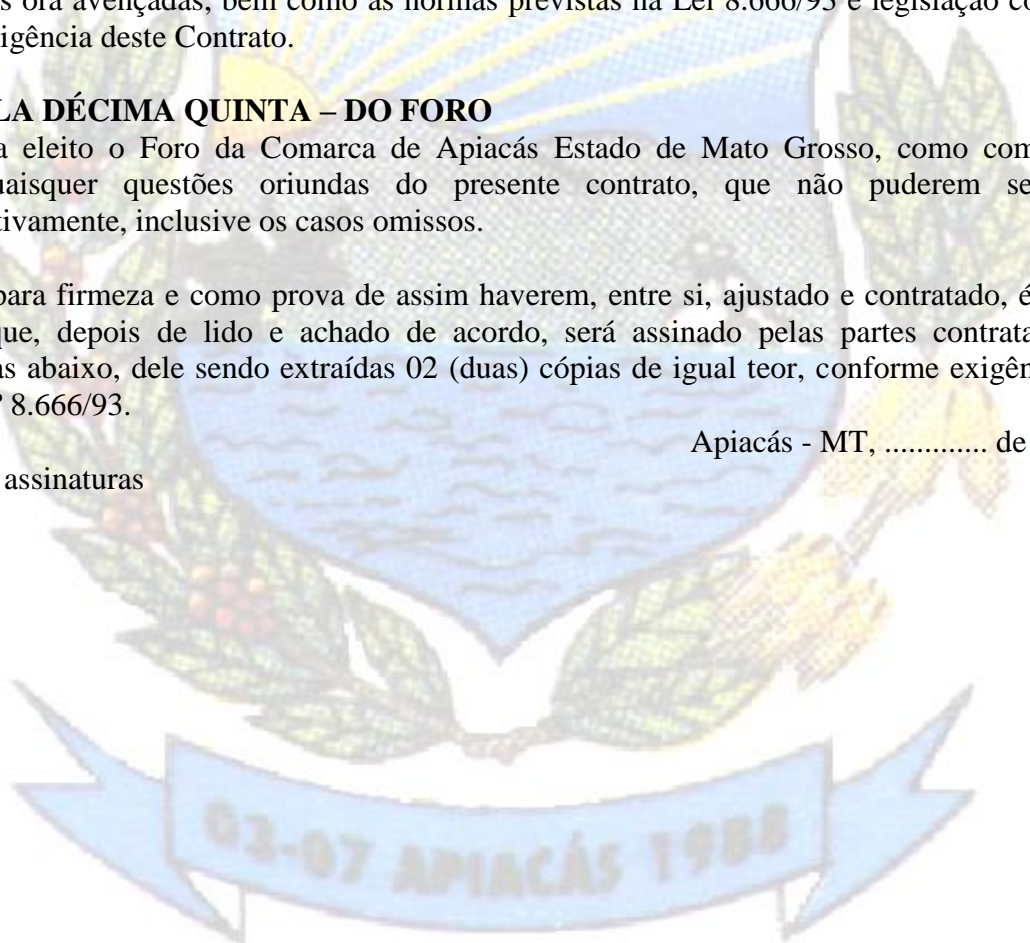 s ora avençadas, bem como as normas previstas na Lei 8.666/93 e legislação co
igência deste Contrato.
LA DÉCIMA QUINTA – DO FORO
a eleito o Foro da Comarca de Apiacás Estado de Mato Grosso, como com
uaisquer questões oriundas do presente contrato, que não puderem se
tivamente, inclusive os casos omissos.
para firmeza e como prova de assim haverem, entre si, ajustado e contratado, é
que, depois de lido e achado de acordo, será assinado pelas partes contrata
as abaixo, dele sendo extraídas 02 (duas) cópias de igual teor, conforme exigên
º 8.666/93.
Apiacás - MT, ............. de
assinaturas
03-07 APIACÁS 1988